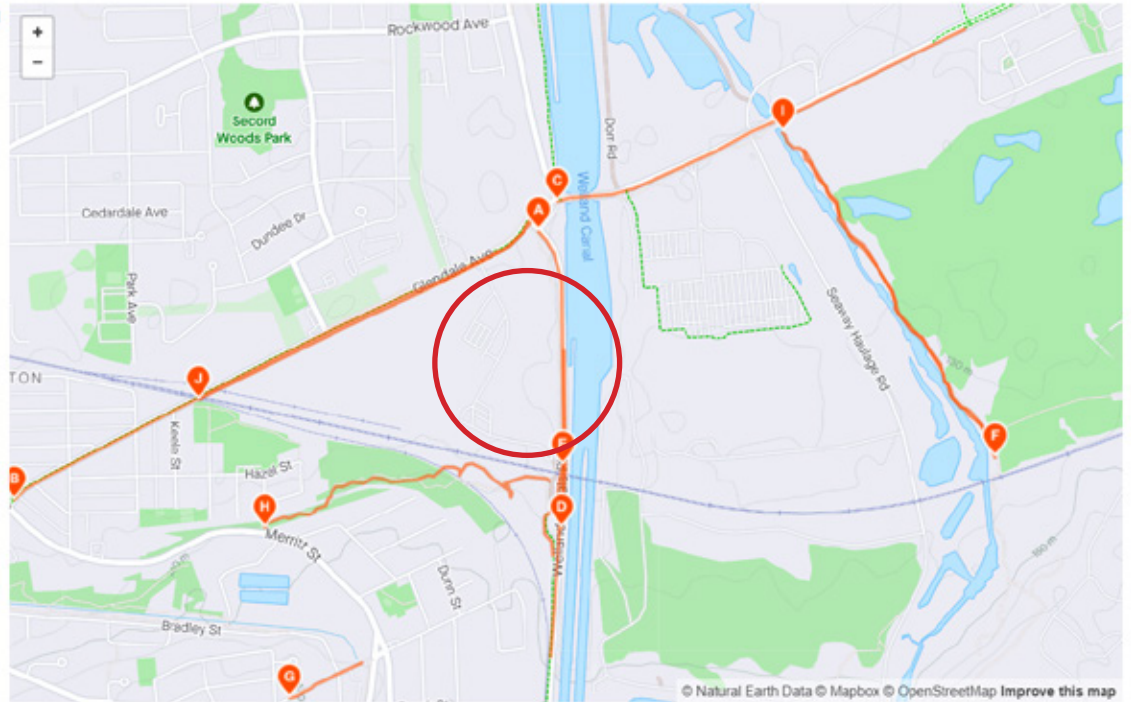 +
Rockwood Ave
−
Secord
Woods Park
Dorr Rd
I
C
Welland Canal
A
Cedardale Ave
Dundee Dr
Glendale Ave
Park Ave
Seaway Haulage Rd
J
TON
130 m
Keele St
F
E
B
Hazel St
H
D
Merritt St
Dunn St
Bradley St
G
© Natural Earth Data © Mapbox © OpenStreetMap Improve this map